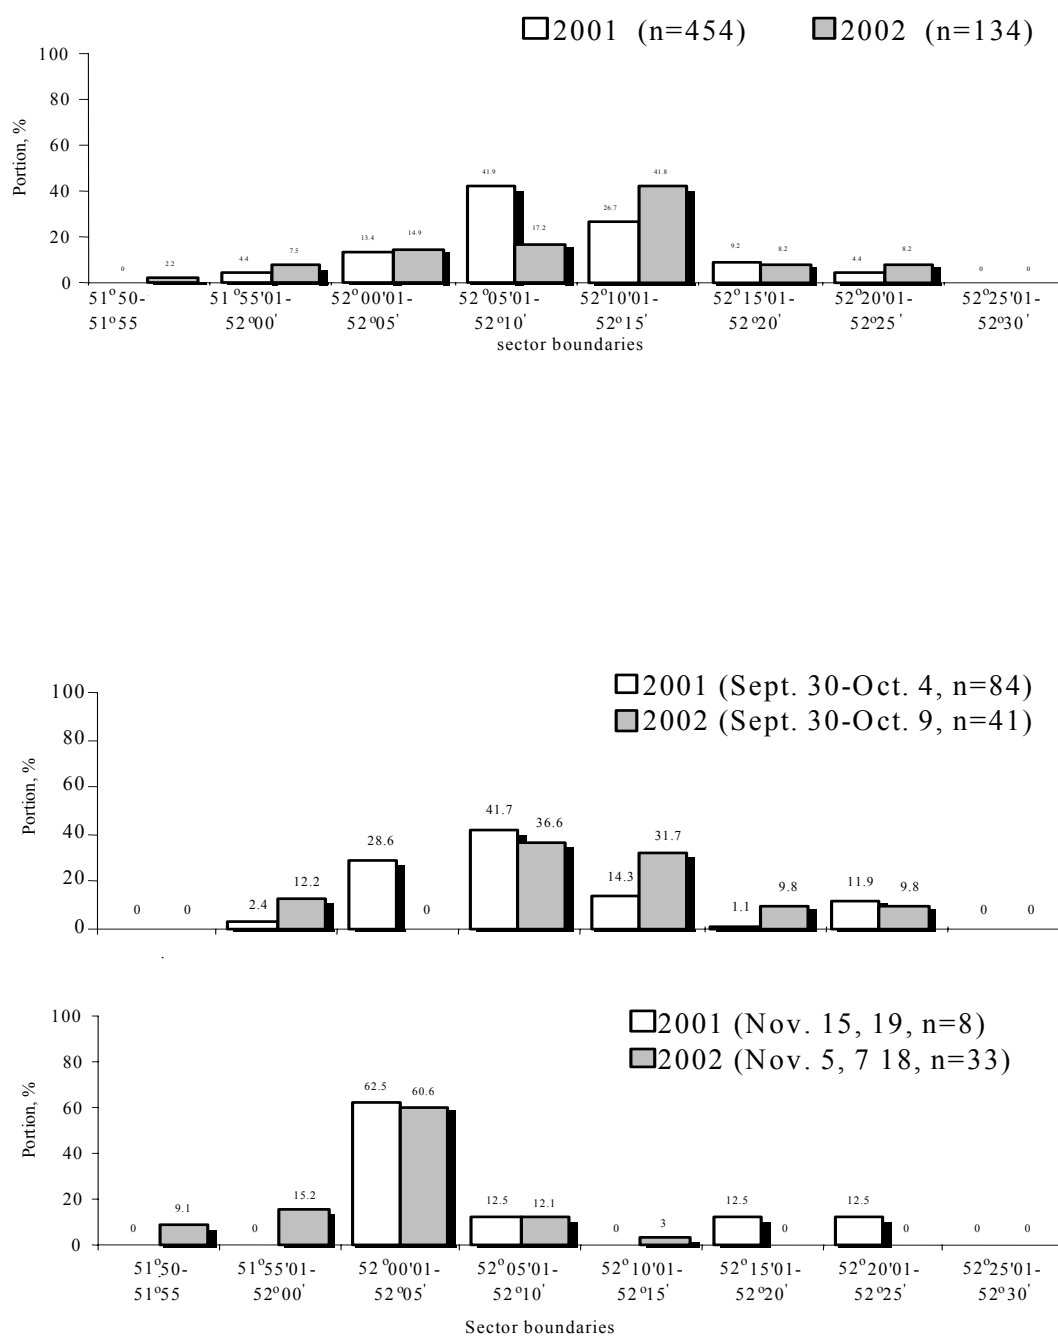 2001 (n=454) 2002 (n=134)
100
80
60
40
20
0
Portion, %
0 2.2 4.4 7.5 13.4 14.9 41.9 17.2 26.7 41.8 9.2 8.2 4.4 8.2 0 0
51º50- 51º55'01- 52º00'01- 52º05'01- 52º10'01- 52º15'01- 52º20'01- 52º25'01-
51º55 52º00' 52º05' 52º10' 52º15' 52º20' 52º25' 52º30'
sector boundaries
2001 (Sept. 30-Oct. 4, n=84)
2002 (Sept. 30-Oct. 9, n=41)
100
80
60
40
20
0
Portion, %
0 0 2.4 12.2 28.6 0 41.7 36.6 14.3 31.7 1.1 9.8 11.9 9.8 0 0
2001 (Nov. 15, 19, n=8)
2002 (Nov. 5, 7 18, n=33)
100
80
60
40
20
0
Portion, %
0 9.1 0 15.2 62.5 60.6 12.5 12.1 0 3 12.5 0 12.5 0 0 0
51º50- 51º55'01- 52º00'01- 52º05'01- 52º10'01- 52º15'01- 52º20'01- 52º25'01-
51º55 52º00' 52º05' 52º10' 52º15' 52º20' 52º25' 52º30'
Sector boundaries